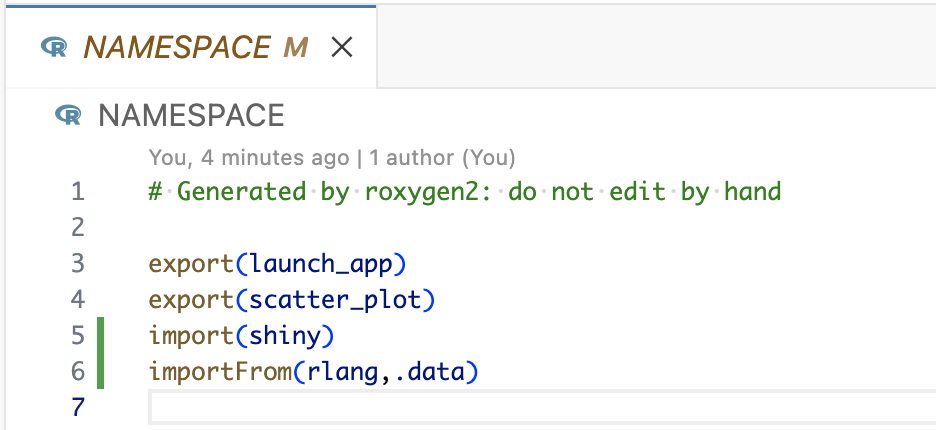 NAMESPACE M
NAMESPACE
You, 4 minutes ago | 1 author (You)
1 # Generated by roxygen2: do not edit by hand
2
3 export(launch_app)
4 export(scatter_plot)
5 import(shiny)
6 importFrom(rlang,.data)
7